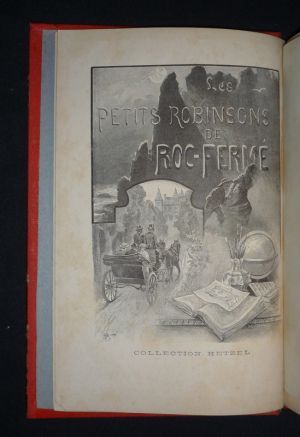 LES
PETITS ROBINSONS
DE
ROC-FERMÉ
COLLECTION HETZEL